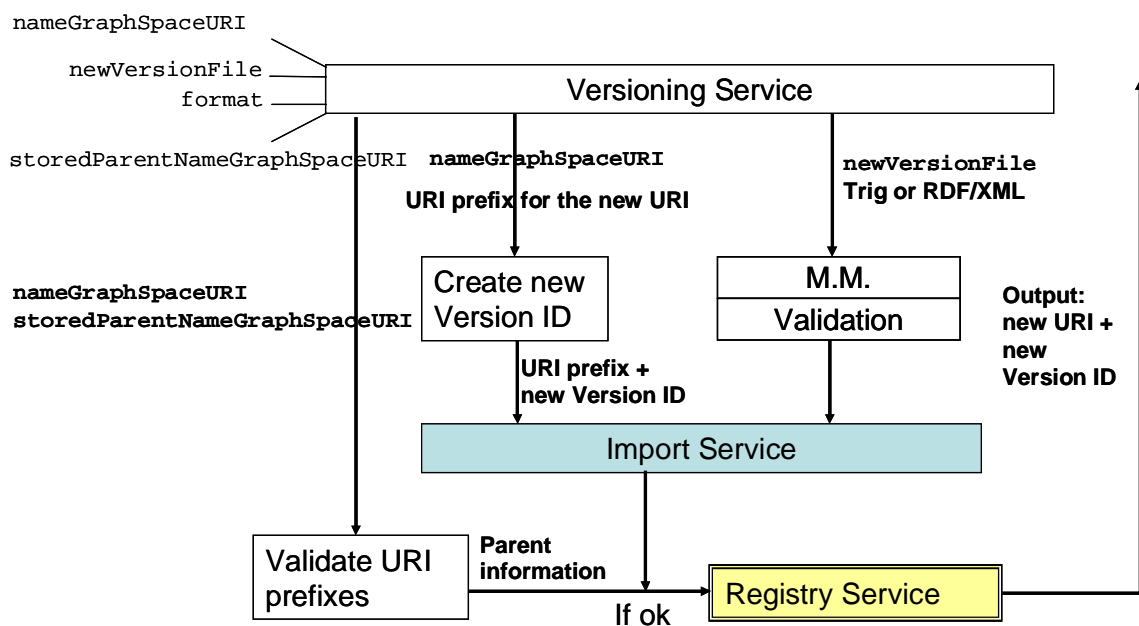 nameGraphSpaceURI
newVersionFile
format
storedParentNameGraphSpaceURI
Versioning Service
nameGraphSpaceURI
URI prefix for the new URI
newVersionFile
Trig or RDF/XML
nameGraphSpaceURI
storedParentNameGraphSpaceURI
Create new
Version ID
M.M.
Validation
Output:
new URI +
new
Version ID
URI prefix +
new Version ID
Import Service
Validate URI
prefixes
Parent
information
If ok
Registry Service